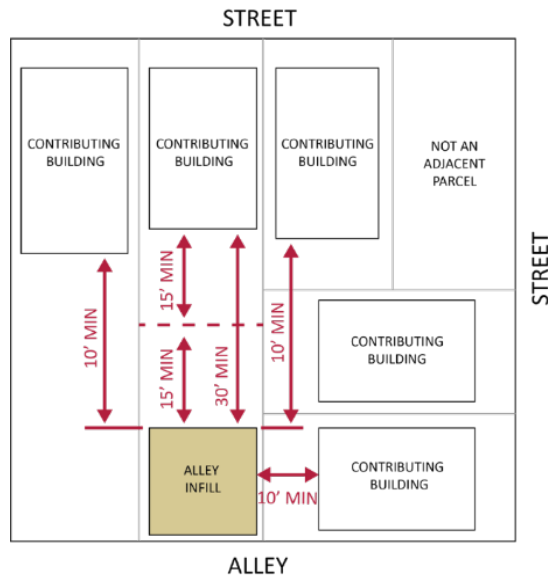 STREET
CONTRIBUTING
BUILDING
CONTRIBUTING
BUILDING
CONTRIBUTING
BUILDING
NOT AN
ADJACENT
PARCEL
STREET
10' MIN
15' MIN
15' MIN
30' MIN
10' MIN
CONTRIBUTING
BUILDING
ALLEY
INFILL
10' MIN
CONTRIBUTING
BUILDING
ALLEY